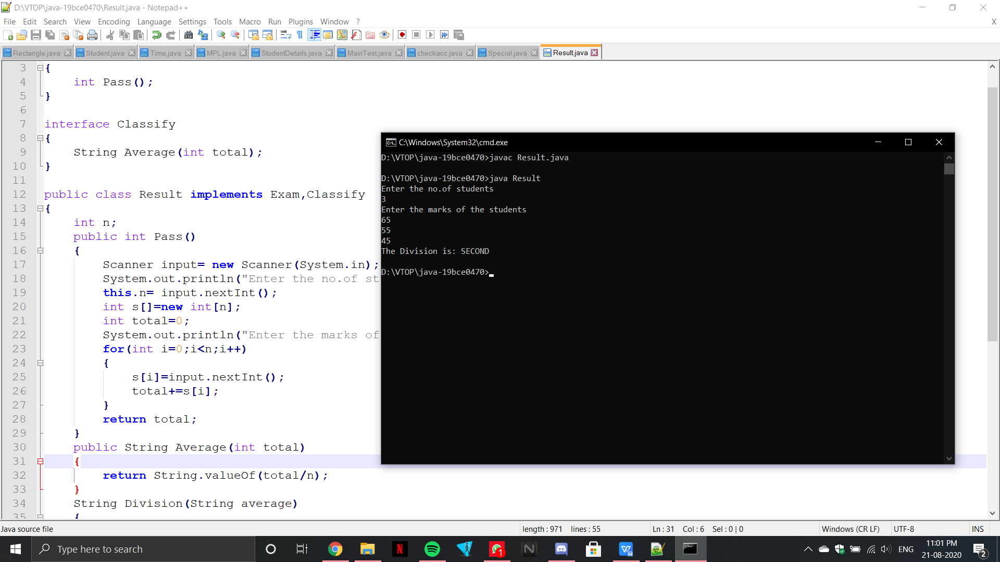 D:\VTOP\java-19bce0470\Result.java - Notepad++
File Edit Search View Encoding Language Settings Tools Macro Run Plugins Window ? X
Rectangle.java Student.java Time.java MPL.java StudentDetails.java MainTest.java checkacc.java Special.java Result.java
3 {
4 int Pass();
5 }
6
7 interface Classify
8 {
9 String Average(int total);
10 }
11
12 public class Result implements Exam,Classify
13 {
14 int n;
15 public int Pass()
16 {
17 Scanner input= new Scanner(System.in);
18 System.out.println("Enter the no.of st
19 this.n= input.nextInt();
20 int s[]=new int[n];
21 int total=0;
22 System.out.println("Enter the marks of
23 for(int i=0;i<n;i++)
24 {
25 s[i]=input.nextInt();
26 total+=s[i];
27 }
28 return total;
29 }
30 public String Average(int total)
31 {
32 return String.valueOf(total/n);
33 }
34 String Division(String average)
35 {
C:\Windows\System32\cmd.exe
D:\VTOP\java-19bce0470>javac Result.java
D:\VTOP\java-19bce0470>java Result
Enter the no.of students
3
Enter the marks of the students
65
55
45
The Division is: SECOND
D:\VTOP\java-19bce0470>
Java source file length : 971 lines : 55 Ln : 31 Col : 6 Sel : 0 | 0 Windows (CR LF) UTF-8 INS
Type here to search
ENG
11:01 PM
21-08-2020
1
2